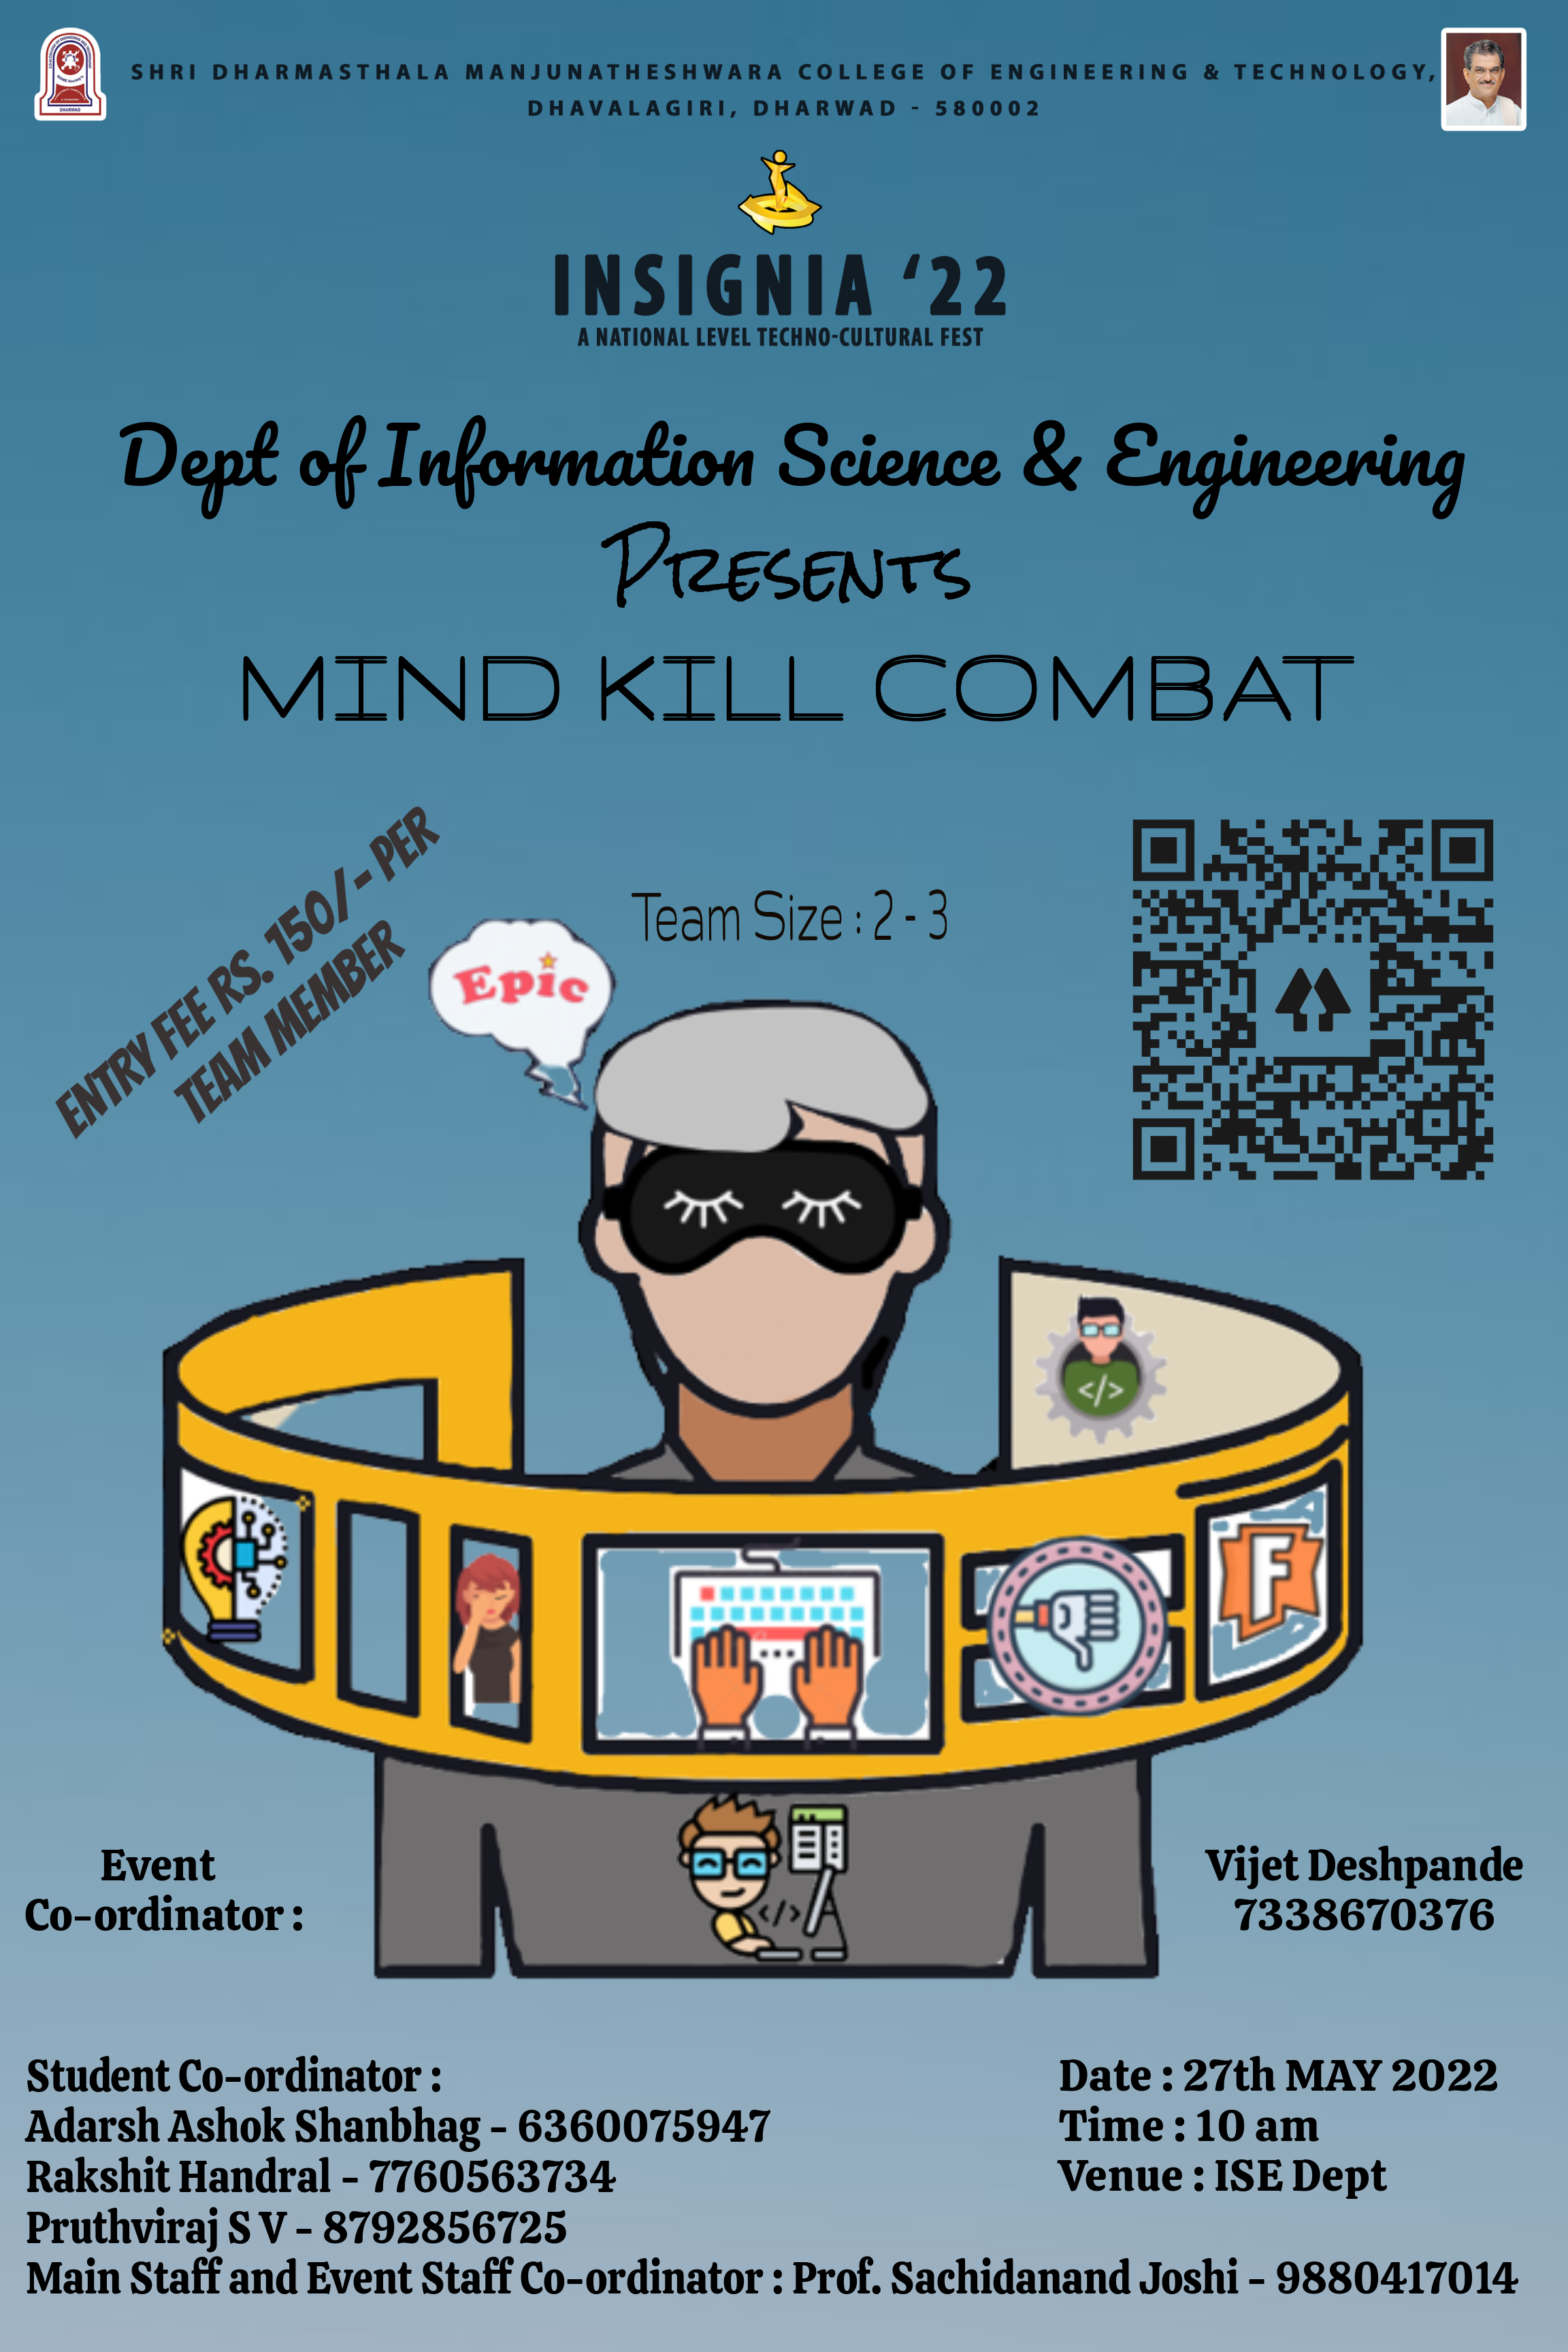 SHRI DHARMASTHALA MANJUNATHESHWARA COLLEGE OF ENGINEERING & TECHNOLOGY,
DHAVALAGIRI, DHARWAD - 580002
DHARWAD
INSIGNIA ‘22
A NATIONAL LEVEL TECHNO-CULTURAL FEST
Dept of Information Science & Engineering
PRESENTS
MIND KILL COMBAT
ENTRY FEE RS. 150/- PER
TEAM MEMBER
Team Size : 2 - 3
Epic
</>
F
</>
Event
Co-ordinator :
Vijet Deshpande
7338670376
Student Co-ordinator :
Adarsh Ashok Shanbhag - 6360075947
Rakshit Handral - 7760563734
Pruthviraj S V - 8792856725
Main Staff and Event Staff Co-ordinator : Prof. Sachidanand Joshi - 9880417014
Date : 27th MAY 2022
Time : 10 am
Venue : ISE Dept